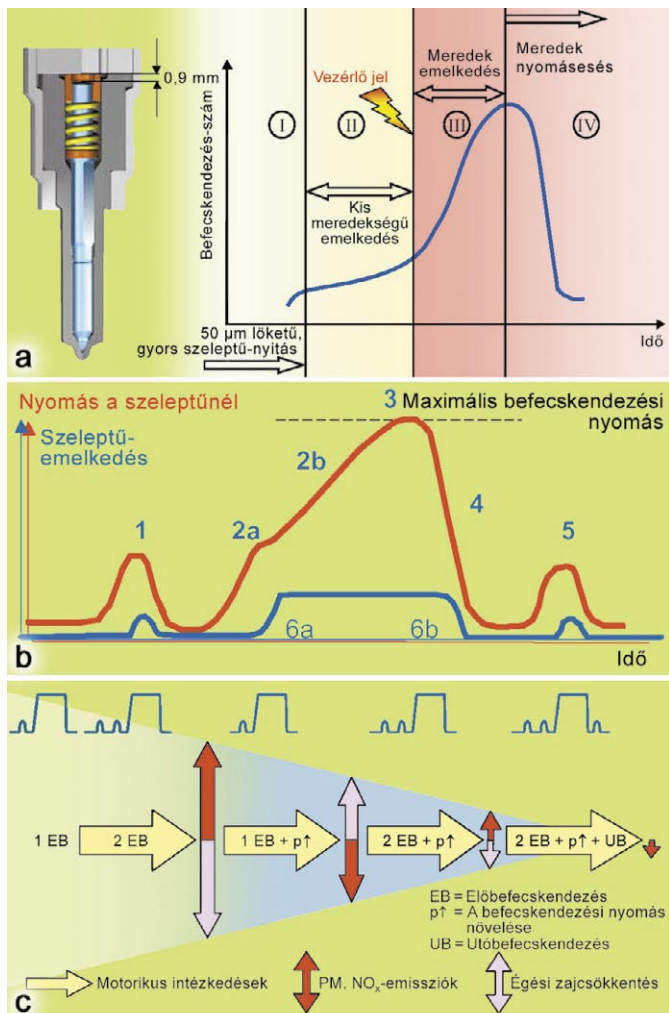 0,9 mm
Befecskendezés-szám
I
II
III
IV
Vezérlő jel
Meredek
emelkedés
Meredek
nyomásesés
Kis
meredekségű
emelkedés
50 µm löketű,
gyors szeleptű-nyitás
Idő
a
Nyomás a szeleptűnél
Szeleptű-
emelkedés
1
2a
2b
3
Maximális befecskendezési
nyomás
4
5
6a
6b
Idő
b
1 EB
2 EB
1 EB + p↑
2 EB + p↑
2 EB + p↑ + UB
EB = Előbefecskendezés
p↑ = A befecskendezési nyomás
növelése
UB = Utóbefecskendezés
Motorikus intézkedések
PM, NOx-emissziók
Égési zajcsökkentés
c